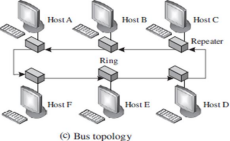 Host A Host B Host C
Repeater
Ring
Host F Host E Host D
(c) Bus topology